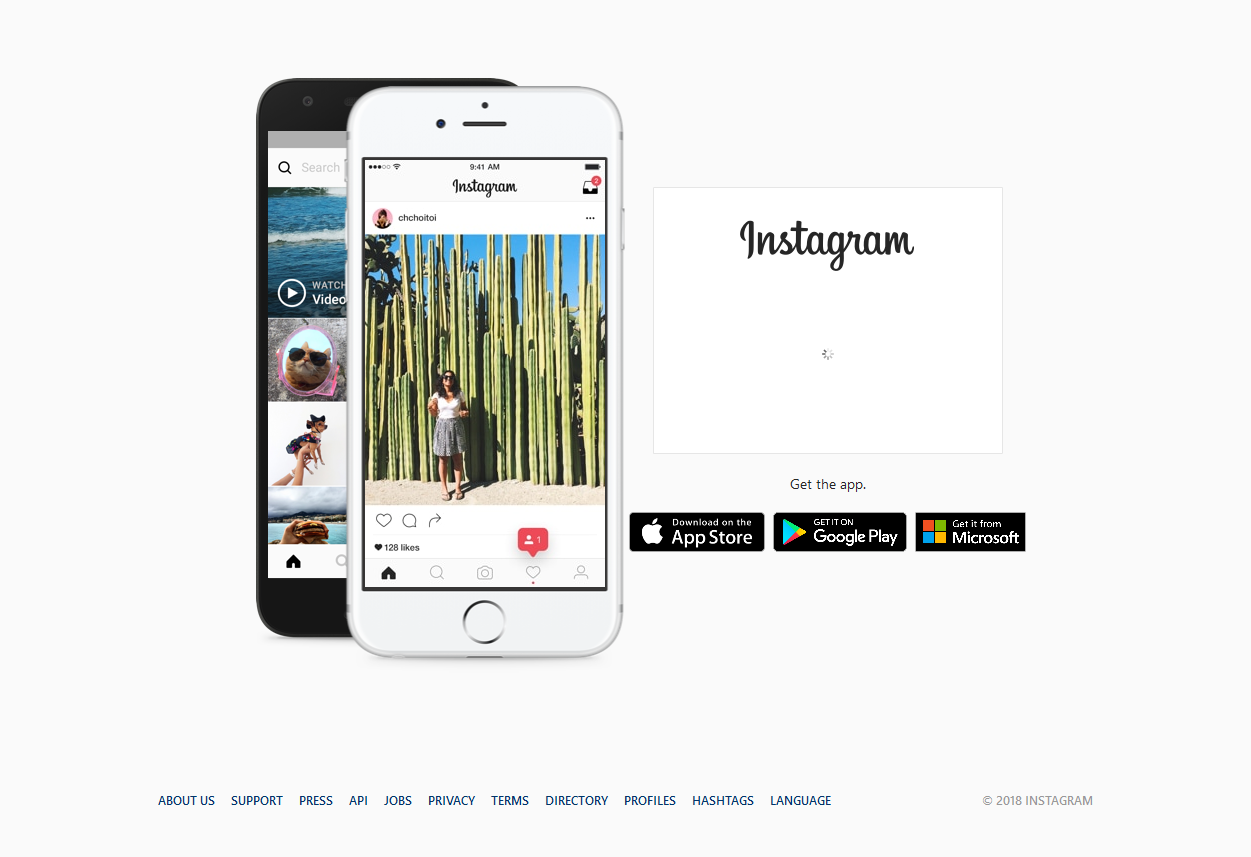 Search
WATCH
Video
9:41 AM
Instagram
2
chchoitoi
128 likes
1
Instagram
Get the app.
Download on the
App Store
GET IT ON
Google Play
Get it from
Microsoft
ABOUT US SUPPORT PRESS API JOBS PRIVACY TERMS DIRECTORY PROFILES HASHTAGS LANGUAGE © 2018 INSTAGRAM